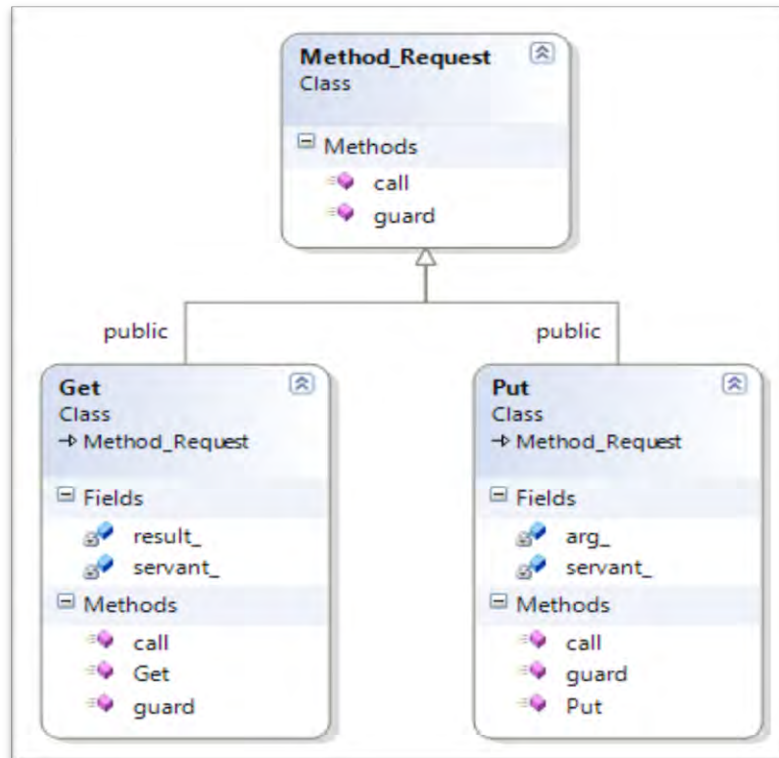 Method_Request
Class
Methods
call
guard
public
public
Get
Class
Method_Request
Fields
result_
servant_
Methods
call
Get
guard
Put
Class
Method_Request
Fields
arg_
servant_
Methods
call
guard
Put